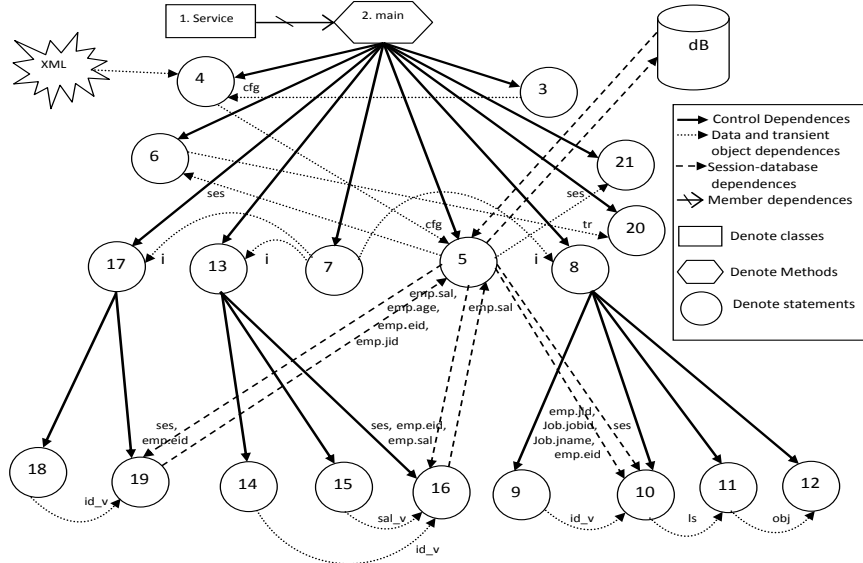 1. Service
2. main
dB
XML
4
cfg
3
Control Dependences
Data and transient
object dependences
Session-database
dependences
Member dependences
Denote classes
Denote Methods
Denote statements
6
21
ses
ses
cfg
tr
20
17
i
13
i
7
5
i
8
emp.sal,
emp.age,
emp.eid,
emp.jid
emp.sal
ses,
emp.eid
ses, emp.eid,
emp.sal
emp.jid,
Job.jobid,
Job.jname,
emp.eid
ses
18
19
14
15
16
9
10
11
12
id_v
sal_v
id_v
id_v
ls
obj